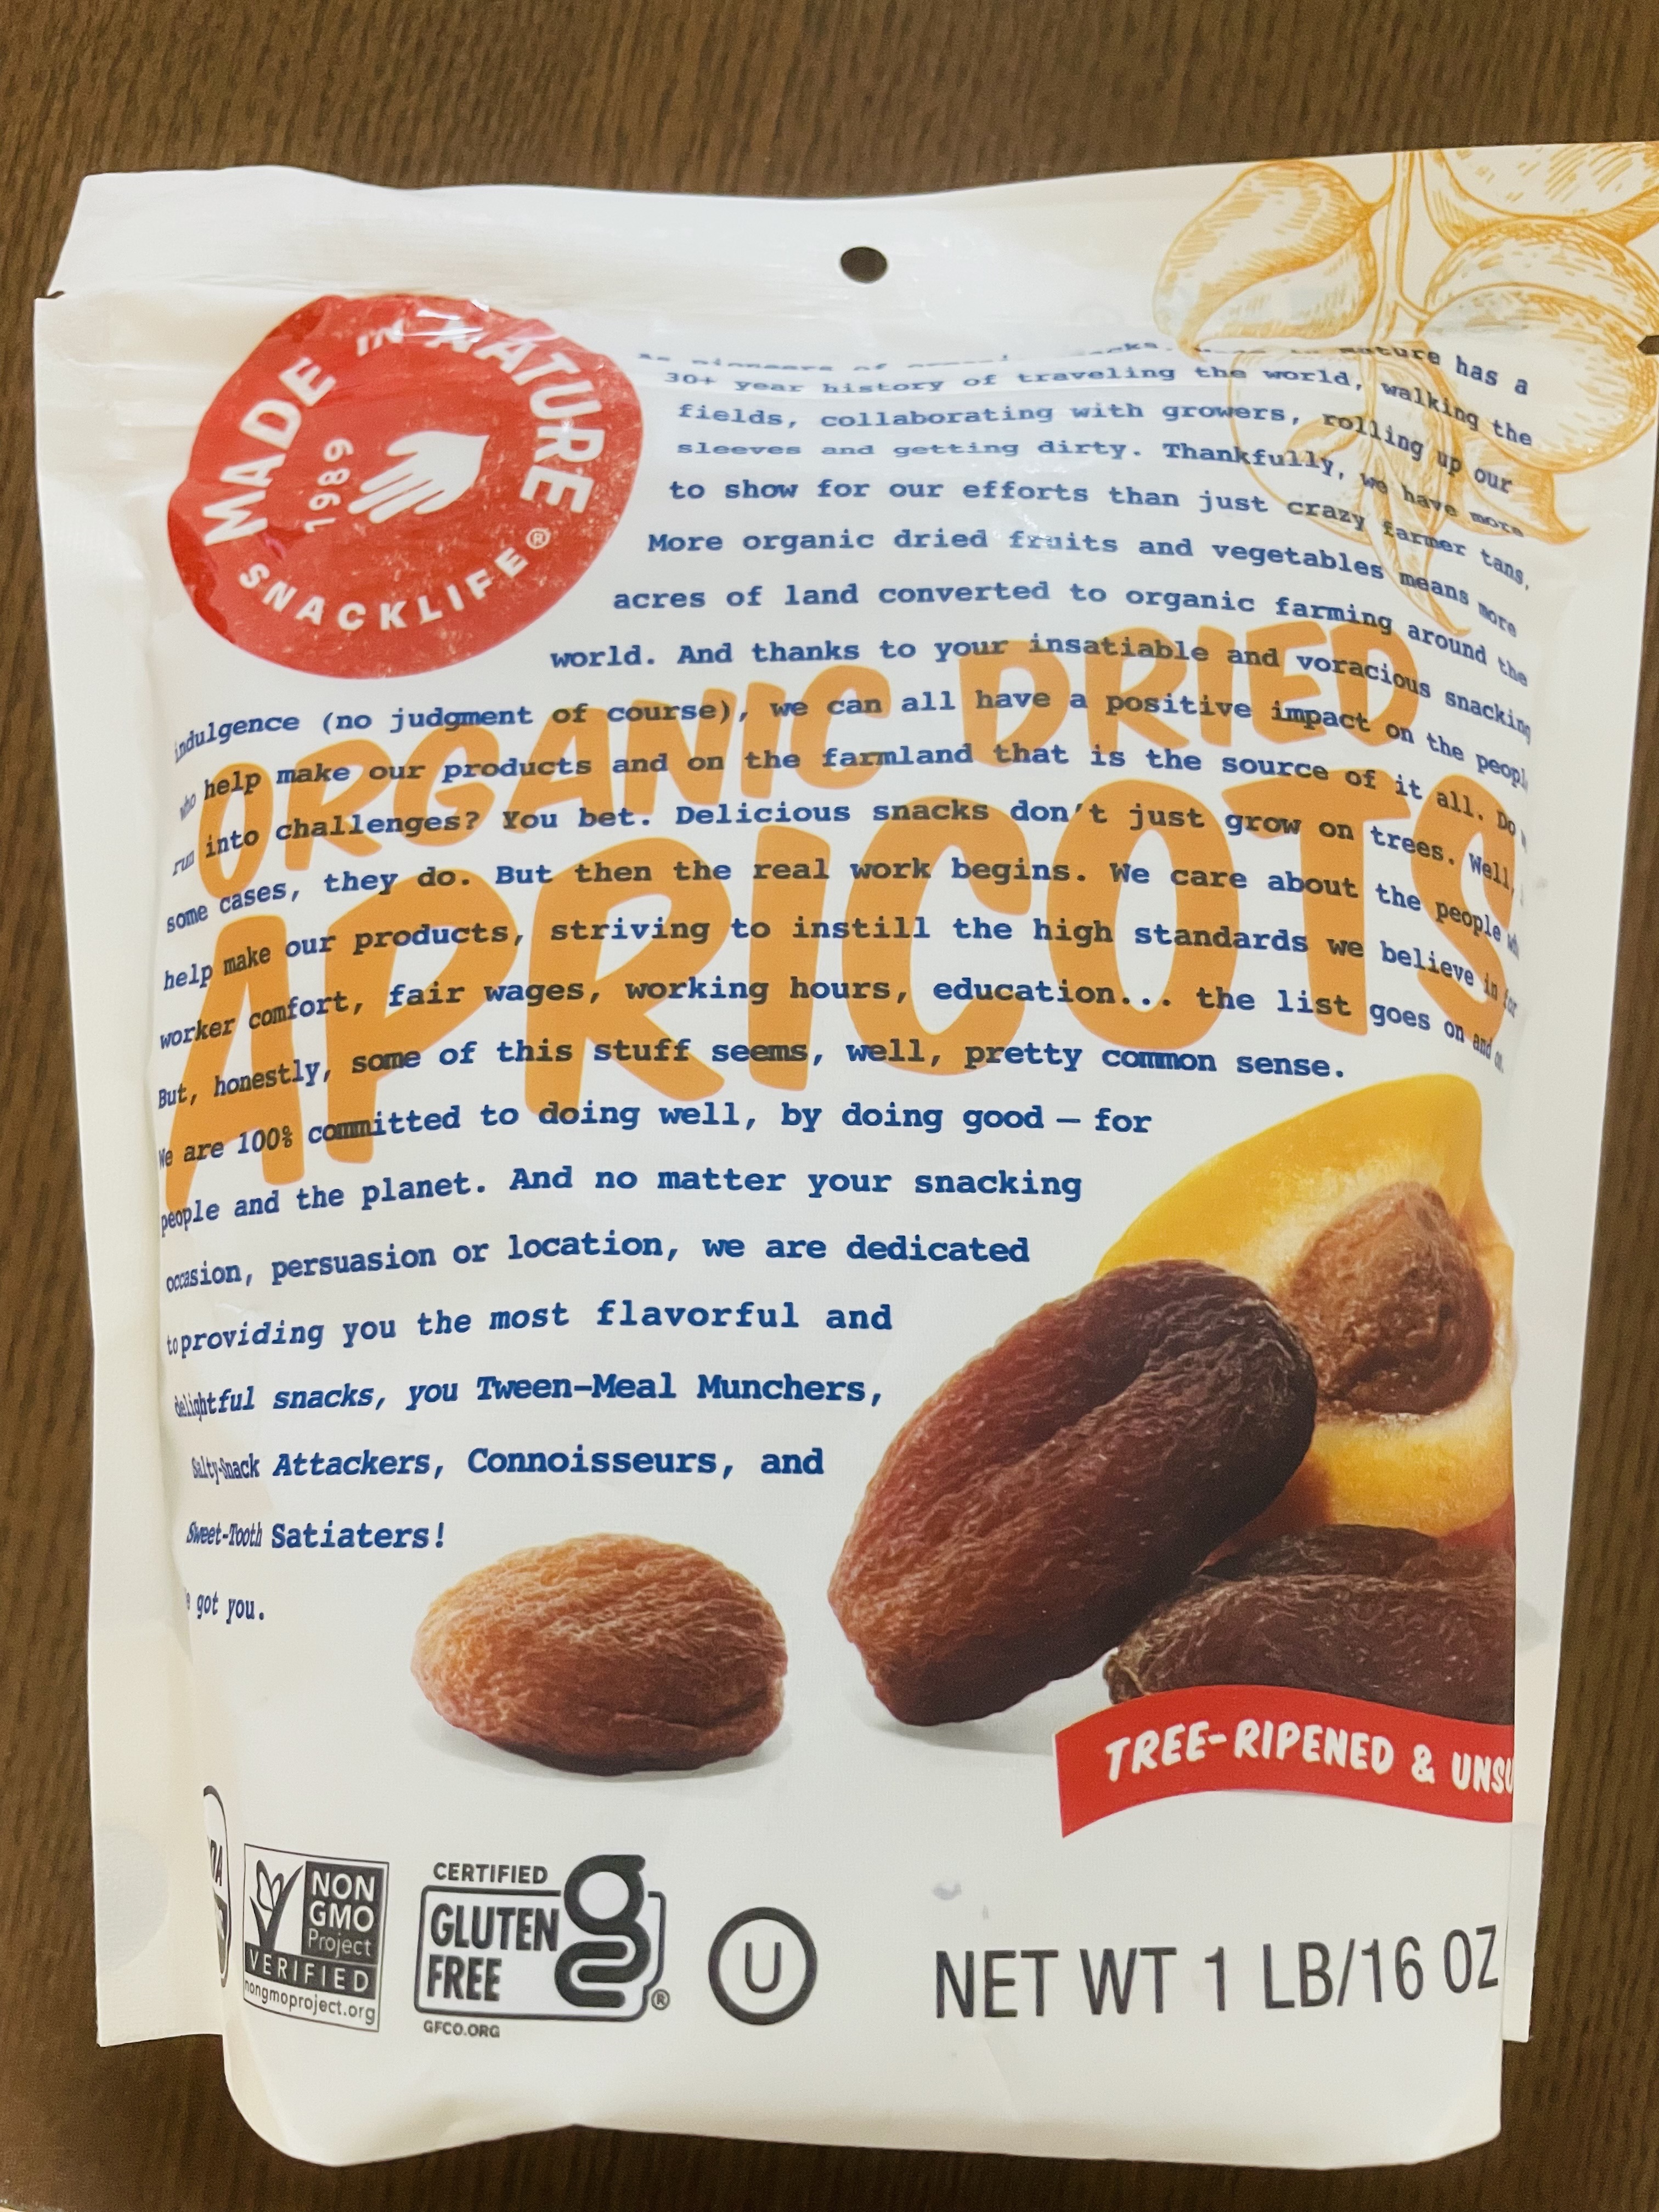 MADE IN NATURE
1989
SNACKLIFE®
ture has a
30+ year history of traveling the world, walking the
fields, collaborating with growers, rolling up our
sleeves and getting dirty. Thankfully, we have more
to show for our efforts than just crazy farmer tans.
More organic dried fruits and vegetables means more
acres of land converted to organic farming around the
world. And thanks to your insatiable and voracious snacking
indulgence (no judgment of course), we can all have a positive impact on the people
who help make our products and on the farmland that is the source of it all. Do
run into challenges? You bet. Delicious snacks don't just grow on trees. Well,
some cases, they do. But then the real work begins. We care about the people
help make our products, striving to instill the high standards we believe in for
worker comfort, fair wages, working hours, education... the list goes on and
But, honestly, some of this stuff seems, well, pretty common sense.
We are 100% committed to doing well, by doing good – for
people and the planet. And no matter your snacking
occasion, persuasion or location, we are dedicated
to providing you the most flavorful and
delightful snacks, you Tween-Meal Munchers,
Salty-Snack Attackers, Connoisseurs, and
Sweet-Tooth Satiaters!
got you.
ORGANIC DRIED
APRICOTS
TREE-RIPENED & UNSU
NON
GMO
Project
VERIFIED
nongmoproject.org
CERTIFIED
GLUTEN
FREE
g
®
GFCO.ORG
U
NET WT 1 LB/16 OZ